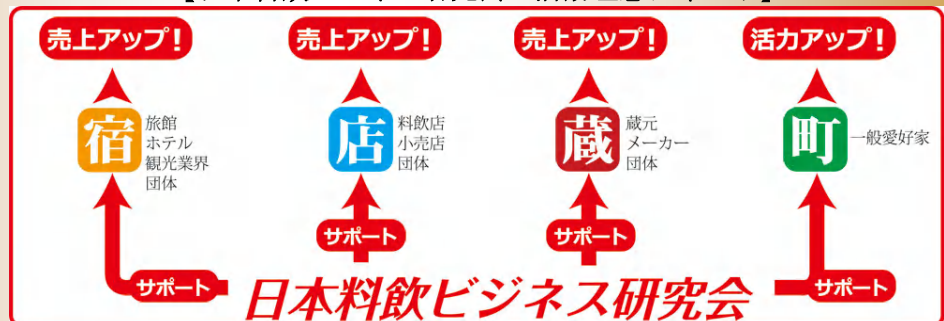 売上アップ!
売上アップ!
売上アップ!
活力アップ!
宿
旅館
ホテル
観光業界
団体
店
料飲店
小売店
団体
蔵
蔵元
メーカー
団体
町
一般愛好家
サポート
サポート
サポート
サポート
日本料飲ビジネス研究会